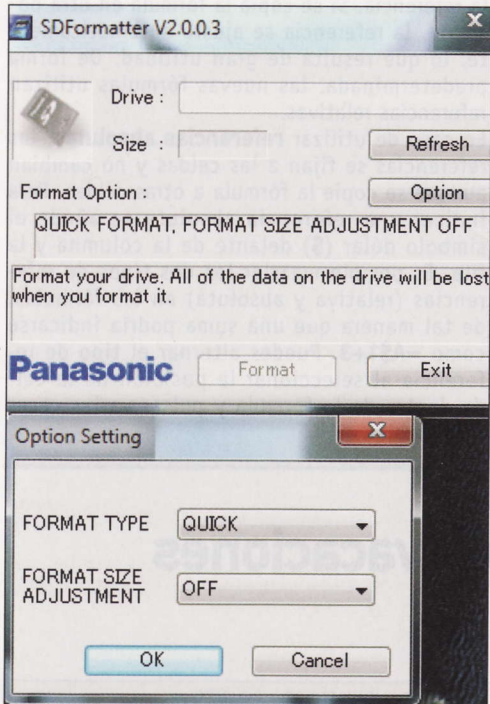 SDFormatter V2.0.0.3
Drive :
Size :
Refresh
Format Option :
Option
QUICK FORMAT, FORMAT SIZE ADJUSTMENT OFF
Format your drive. All of the data on the drive will be lost
when you format it.
Panasonic
Format
Exit
Option Setting
FORMAT TYPE
QUICK
FORMAT SIZE
ADJUSTMENT
OFF
OK
Cancel